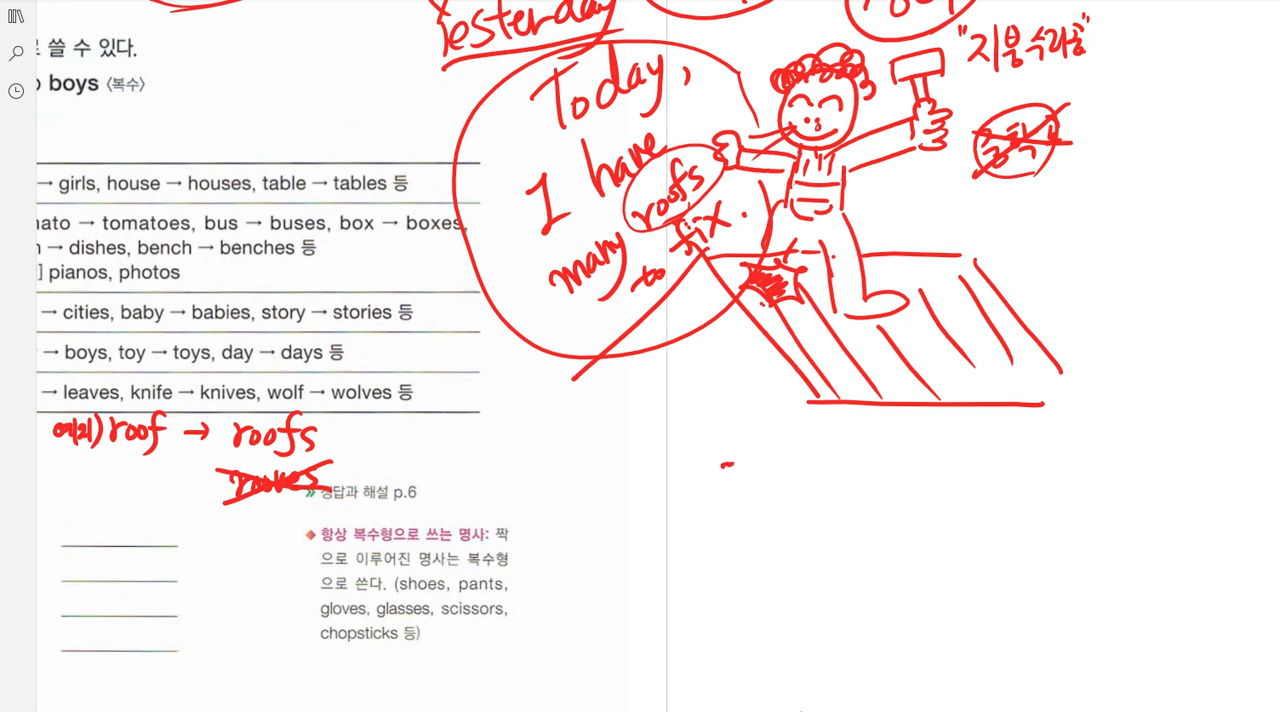 쓸 수 있다.
boys 〈복수〉
→ girls, house → houses, table → tables 등
mato → tomatoes, bus → buses, box → boxes,
→ dishes, bench → benches 등
] pianos, photos
→ cities, baby → babies, story → stories 등
→ boys, toy → toys, day → days 등
→ leaves, knife → knives, wolf → wolves 등
예외) roof → roofs
rooves
» 정답과 해설 p.6
◆ 항상 복수형으로 쓰는 명사: 짝
으로 이루어진 명사는 복수형
으로 쓴다. (shoes, pants,
gloves, glasses, scissors,
chopsticks 등)
Yesterday
Today,
I have
many roofs
to fix.
"지붕수리공"